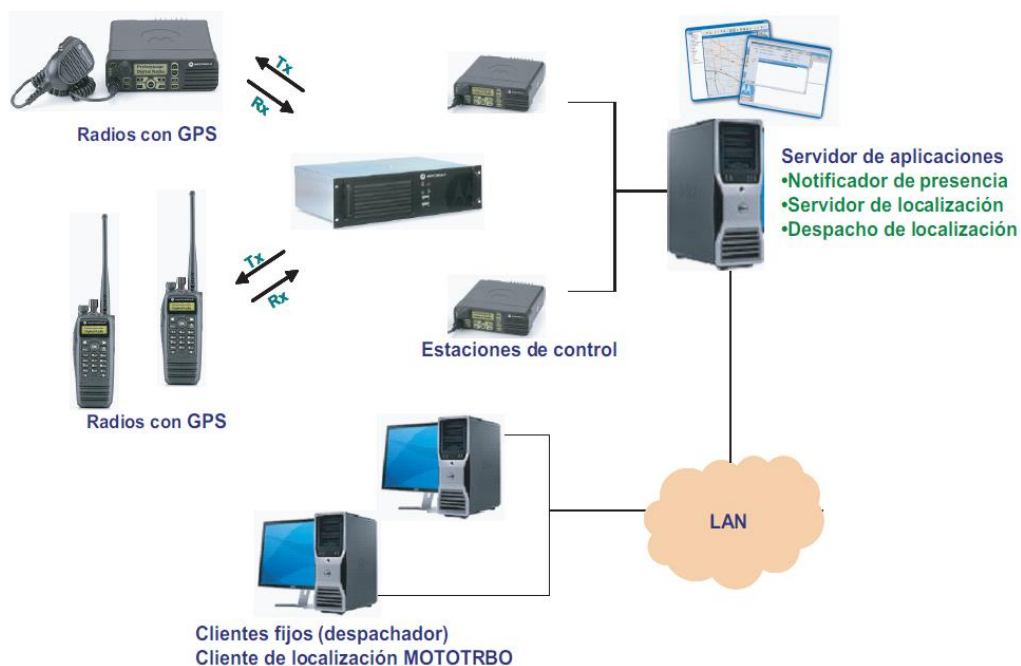 Tx
Rx
Radios con GPS
Servidor de aplicaciones
•Notificador de presencia
•Servidor de localización
•Despacho de localización
Tx
Rx
Estaciones de control
Radios con GPS
LAN
Clientes fijos (despachador)
Cliente de localización MOTOTRBO